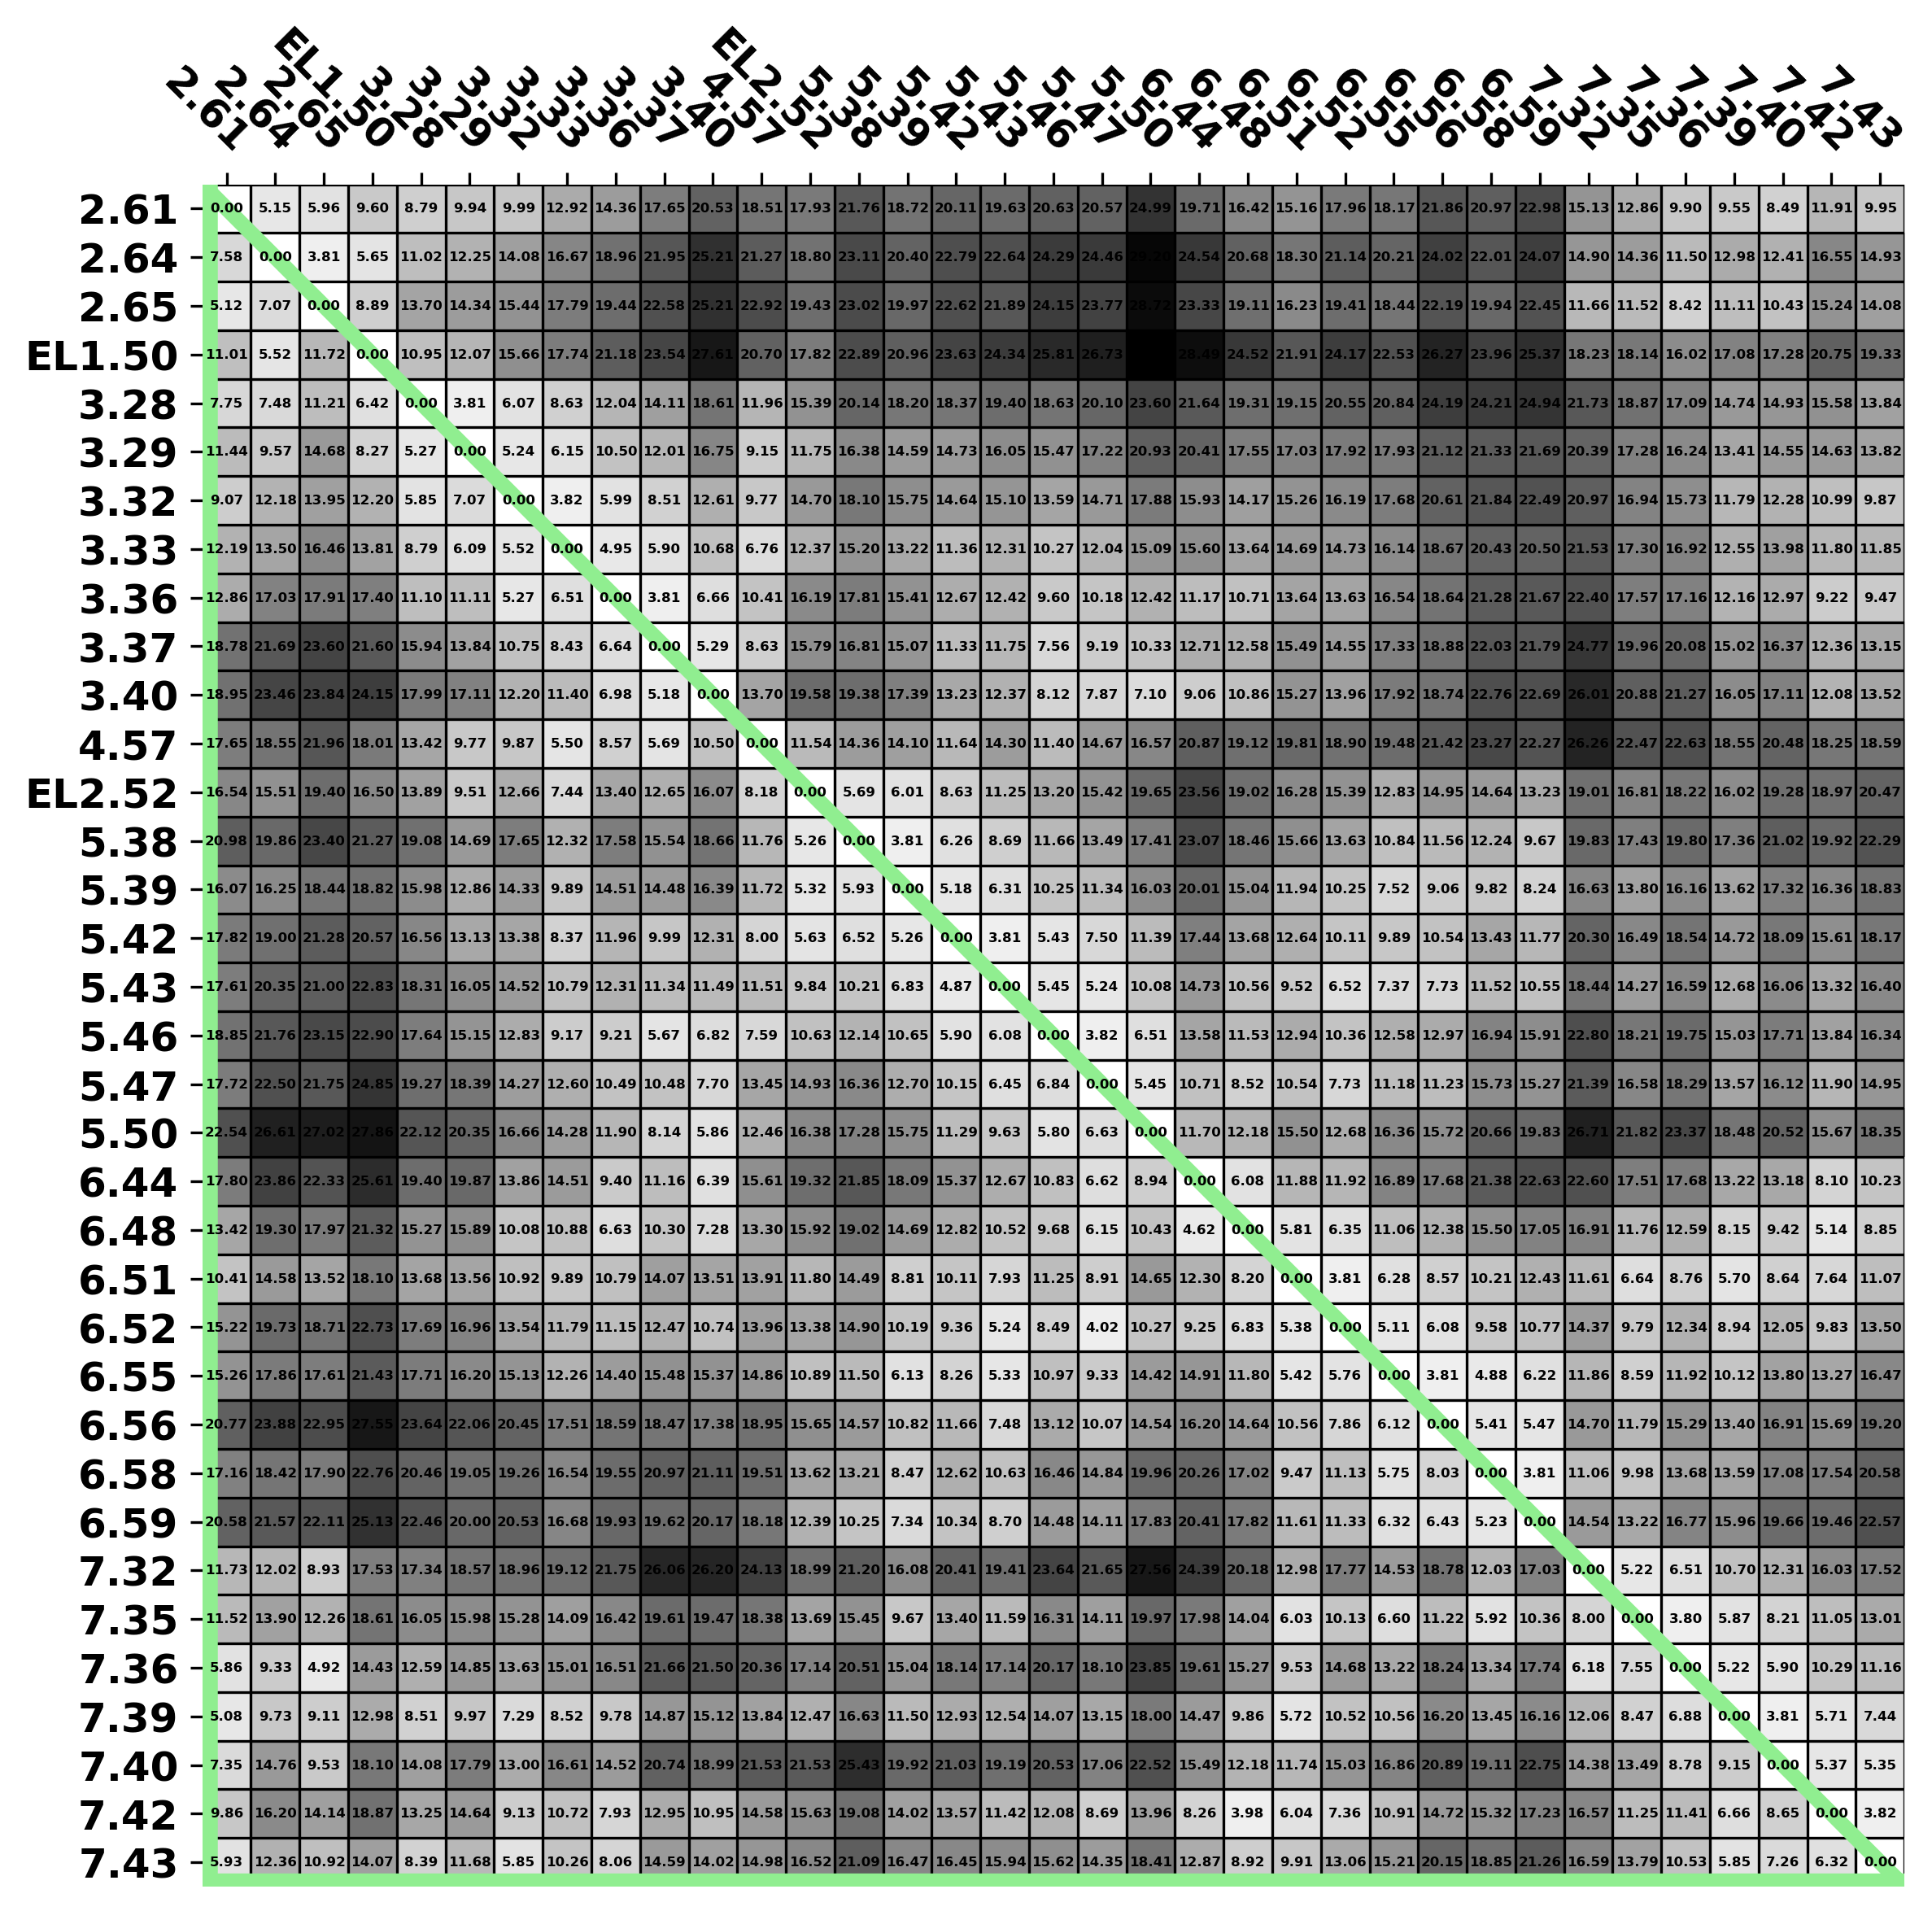 2.61 2.64 2.65 EL1.50 3.28 3.29 3.32 3.33 3.36 3.37 3.40 4.57 EL2.52 5.38 5.39 5.42 5.43 5.46 5.47 5.50 6.44 6.48 6.51 6.52 6.55 6.56 6.58 6.59 7.32 7.35 7.36 7.39 7.40 7.42 7.43
2.61 0.00 5.15 5.96 9.60 8.79 9.94 9.99 12.92 14.36 17.65 20.53 18.51 17.93 21.76 18.72 20.11 19.63 20.63 20.57 24.99 19.71 16.42 15.16 17.96 18.17 21.86 20.97 22.98 15.13 12.86 9.90 9.55 8.49 11.91 9.95
2.64 7.58 0.00 3.81 5.65 11.02 12.25 14.08 16.67 18.96 21.95 25.21 21.27 18.80 23.11 20.40 22.79 22.64 24.29 24.46 24.54 20.68 18.30 21.14 20.21 24.02 22.01 24.07 14.90 14.36 11.50 12.98 12.41 16.55 14.93
2.65 5.12 7.07 0.00 8.89 13.70 14.34 15.44 17.79 19.44 22.58 25.21 22.92 19.43 23.02 19.97 22.62 21.89 24.15 23.77 28.72 23.33 19.11 16.23 19.41 18.44 22.19 19.94 22.45 11.66 11.52 8.42 11.11 10.43 15.24 14.08
EL1.50 11.01 5.52 11.72 0.00 10.95 12.07 15.66 17.74 21.18 23.54 27.61 20.70 17.82 22.89 20.96 23.63 24.34 25.81 26.73 28.49 24.52 21.91 24.17 22.53 26.27 23.96 25.37 18.23 18.14 16.02 17.08 17.28 20.75 19.33
3.28 7.75 7.48 11.21 6.42 0.00 3.81 6.07 8.63 12.04 14.11 18.61 11.96 15.39 20.14 18.20 18.37 19.40 18.63 20.10 23.60 21.64 19.31 19.15 20.55 20.84 24.19 24.21 24.94 21.73 18.87 17.09 14.74 14.93 15.58 13.84
3.29 11.44 9.57 14.68 8.27 5.27 0.00 5.24 6.15 10.50 12.01 16.75 9.15 11.75 16.38 14.59 14.73 16.05 15.47 17.22 20.93 20.41 17.55 17.03 17.92 17.93 21.12 21.33 21.69 20.39 17.28 16.24 13.41 14.55 14.63 13.82
3.32 9.07 12.18 13.95 12.20 5.85 7.07 0.00 3.82 5.99 8.51 12.61 9.77 14.70 18.10 15.75 14.64 15.10 13.59 14.71 17.88 15.93 14.17 15.26 16.19 17.68 20.61 21.84 22.49 20.97 16.94 15.73 11.79 12.28 10.99 9.87
3.33 12.19 13.50 16.46 13.81 8.79 6.09 5.52 0.00 4.95 5.90 10.68 6.76 12.37 15.20 13.22 11.36 12.31 10.27 12.04 15.09 15.60 13.64 14.69 14.73 16.14 18.67 20.43 20.50 21.53 17.30 16.92 12.55 13.98 11.80 11.85
3.36 12.86 17.03 17.91 17.40 11.10 11.11 5.27 6.51 0.00 3.81 6.66 10.41 16.19 17.81 15.41 12.67 12.42 9.60 10.18 12.42 11.17 10.71 13.64 13.63 16.54 18.64 21.28 21.67 22.40 17.57 17.16 12.16 12.97 9.22 9.47
3.37 18.78 21.69 23.60 21.60 15.94 13.84 10.75 8.43 6.64 0.00 5.29 8.63 15.79 16.81 15.07 11.33 11.75 7.56 9.19 10.33 12.71 12.58 15.49 14.55 17.33 18.88 22.03 21.79 24.77 19.96 20.08 15.02 16.37 12.36 13.15
3.40 18.95 23.46 23.84 24.15 17.99 17.11 12.20 11.40 6.98 5.18 0.00 13.70 19.58 19.38 17.39 13.23 12.37 8.12 7.87 7.10 9.06 10.86 15.27 13.96 17.92 18.74 22.76 22.69 26.01 20.88 21.27 16.05 17.11 12.08 13.52
4.57 17.65 18.55 21.96 18.01 13.42 9.77 9.87 5.50 8.57 5.69 10.50 0.00 11.54 14.36 14.10 11.64 14.30 11.40 14.67 16.57 20.87 19.12 19.81 18.90 19.48 21.42 23.27 22.27 26.26 22.47 22.63 18.55 20.48 18.25 18.59
EL2.52 16.54 15.51 19.40 16.50 13.89 9.51 12.66 7.44 13.40 12.65 16.07 8.18 0.00 5.69 6.01 8.63 11.25 13.20 15.42 19.65 23.56 19.02 16.28 15.39 12.83 14.95 14.64 13.23 19.01 16.81 18.22 16.02 19.28 18.97 20.47
5.38 20.98 19.86 23.40 21.27 19.08 14.69 17.65 12.32 17.58 15.54 18.66 11.76 5.26 0.00 3.81 6.26 8.69 11.66 13.49 17.41 23.07 18.46 15.66 13.63 10.84 11.56 12.24 9.67 19.83 17.43 19.80 17.36 21.02 19.92 22.29
5.39 16.07 16.25 18.44 18.82 15.98 12.86 14.33 9.89 14.51 14.48 16.39 11.72 5.32 5.93 0.00 5.18 6.31 10.25 11.34 16.03 20.01 15.04 11.94 10.25 7.52 9.06 9.82 8.24 16.63 13.80 16.16 13.62 17.32 16.36 18.83
5.42 17.82 19.00 21.28 20.57 16.56 13.13 13.38 8.37 11.96 9.99 12.31 8.00 5.63 6.52 5.26 0.00 3.81 5.43 7.50 11.39 17.44 13.68 12.64 10.11 9.89 10.54 13.43 11.77 20.30 16.49 18.54 14.72 18.09 15.61 18.17
5.43 17.61 20.35 21.00 22.83 18.31 16.05 14.52 10.79 12.31 11.34 11.49 11.51 9.84 10.21 6.83 4.87 0.00 5.45 5.24 10.08 14.73 10.56 9.52 6.52 7.37 7.73 11.52 10.55 18.44 14.27 16.59 12.68 16.06 13.32 16.40
5.46 18.85 21.76 23.15 22.90 17.64 15.15 12.83 9.17 9.21 5.67 6.82 7.59 10.63 12.14 10.65 5.90 6.08 0.00 3.82 6.51 13.58 11.53 12.94 10.36 12.58 12.97 16.94 15.91 22.80 18.21 19.75 15.03 17.71 13.84 16.34
5.47 17.72 22.50 21.75 24.85 19.27 18.39 14.27 12.60 10.49 10.48 7.70 13.45 14.93 16.36 12.70 10.15 6.45 6.84 0.00 5.45 10.71 8.52 10.54 7.73 11.18 11.23 15.73 15.27 21.39 16.58 18.29 13.57 16.12 11.90 14.95
5.50 22.54 26.61 27.02 27.86 22.12 20.35 16.66 14.28 11.90 8.14 5.86 12.46 16.38 17.28 15.75 11.29 9.63 5.80 6.63 0.00 11.70 12.18 15.50 12.68 16.36 15.72 20.66 19.83 26.71 21.82 23.37 18.48 20.52 15.67 18.35
6.44 17.80 23.86 22.33 25.61 19.40 19.87 13.86 14.51 9.40 11.16 6.39 15.61 19.32 21.85 18.09 15.37 12.67 10.83 6.62 8.94 0.00 6.08 11.88 11.92 16.89 17.68 21.38 22.63 22.60 17.51 17.68 13.22 13.18 8.10 10.23
6.48 13.42 19.30 17.97 21.32 15.27 15.89 10.08 10.88 6.63 10.30 7.28 13.30 15.92 19.02 14.69 12.82 10.52 9.68 6.15 10.43 4.62 0.00 5.81 6.35 11.06 12.38 15.50 17.05 16.91 11.76 12.59 8.15 9.42 5.14 8.85
6.51 10.41 14.58 13.52 18.10 13.68 13.56 10.92 9.89 10.79 14.07 13.51 13.91 11.80 14.49 8.81 10.11 7.93 11.25 8.91 14.65 12.30 8.20 0.00 3.81 6.28 8.57 10.21 12.43 11.61 6.64 8.76 5.70 8.64 7.64 11.07
6.52 15.22 19.73 18.71 22.73 17.69 16.96 13.54 11.79 11.15 12.47 10.74 13.96 13.38 14.90 10.19 9.36 5.24 8.49 4.02 10.27 9.25 6.83 5.38 0.00 5.11 6.08 9.58 10.77 14.37 9.79 12.34 8.94 12.05 9.83 13.50
6.55 15.26 17.86 17.61 21.43 17.71 16.20 15.13 12.26 14.40 15.48 15.37 14.86 10.89 11.50 6.13 8.26 5.33 10.97 9.33 14.42 14.91 11.80 5.42 5.76 0.00 3.81 4.88 6.22 11.86 8.59 11.92 10.12 13.80 13.27 16.47
6.56 20.77 23.88 22.95 27.55 23.64 22.06 20.45 17.51 18.59 18.47 17.38 18.95 15.65 14.57 10.82 11.66 7.48 13.12 10.07 14.54 16.20 14.64 10.56 7.86 6.12 0.00 5.41 5.47 14.70 11.79 15.29 13.40 16.91 15.69 19.20
6.58 17.16 18.42 17.90 22.76 20.46 19.05 19.26 16.54 19.55 20.97 21.11 19.51 13.62 13.21 8.47 12.62 10.63 16.46 14.84 19.96 20.26 17.02 9.47 11.13 5.75 8.03 0.00 3.81 11.06 9.98 13.68 13.59 17.08 17.54 20.58
6.59 20.58 21.57 22.11 25.13 22.46 20.00 20.53 16.68 19.93 19.62 20.17 18.18 12.39 10.25 7.34 10.34 8.70 14.48 14.11 17.83 20.41 17.82 11.61 11.33 6.32 6.43 5.23 0.00 14.54 13.22 16.77 15.96 19.66 19.46 22.57
7.32 11.73 12.02 8.93 17.53 17.34 18.57 18.96 19.12 21.75 26.06 26.20 24.13 18.99 21.20 16.08 20.41 19.41 23.64 21.65 27.56 24.39 20.18 12.98 17.77 14.53 18.78 12.03 17.03 0.00 5.22 6.51 10.70 12.31 16.03 17.52
7.35 11.52 13.90 12.26 18.61 16.05 15.98 15.28 14.09 16.42 19.61 19.47 18.38 13.69 15.45 9.67 13.40 11.59 16.31 14.11 19.97 17.98 14.04 6.03 10.13 6.60 11.22 5.92 10.36 8.00 0.00 3.80 5.87 8.21 11.05 13.01
7.36 5.86 9.33 4.92 14.43 12.59 14.85 13.63 15.01 16.51 21.66 21.50 20.36 17.14 20.51 15.04 18.14 17.14 20.17 18.10 23.85 19.61 15.27 9.53 14.68 13.22 18.24 13.34 17.74 6.18 7.55 0.00 5.22 5.90 10.29 11.16
7.39 5.08 9.73 9.11 12.98 8.51 9.97 7.29 8.52 9.78 14.87 15.12 13.84 12.47 16.63 11.50 12.93 12.54 14.07 13.15 18.00 14.47 9.86 5.72 10.52 10.56 16.20 13.45 16.16 12.06 8.47 6.88 0.00 3.81 5.71 7.44
7.40 7.35 14.76 9.53 18.10 14.08 17.79 13.00 16.61 14.52 20.74 18.99 21.53 21.53 25.43 19.92 21.03 19.19 20.53 17.06 22.52 15.49 12.18 11.74 15.03 16.86 20.89 19.11 22.75 14.38 13.49 8.78 9.15 0.00 5.37 5.35
7.42 9.86 16.20 14.14 18.87 13.25 14.64 9.13 10.72 7.93 12.95 10.95 14.58 15.63 19.08 14.02 13.57 11.42 12.08 8.69 13.96 8.26 3.98 6.04 7.36 10.91 14.72 15.32 17.23 16.57 11.25 11.41 6.66 8.65 0.00 3.82
7.43 5.93 12.36 10.92 14.07 8.39 11.68 5.85 10.26 8.06 14.59 14.02 14.98 16.52 21.09 16.47 16.45 15.94 15.62 14.35 18.41 12.87 8.92 9.91 13.06 15.21 20.15 18.85 21.26 16.59 13.79 10.53 5.85 7.26 6.32 0.00